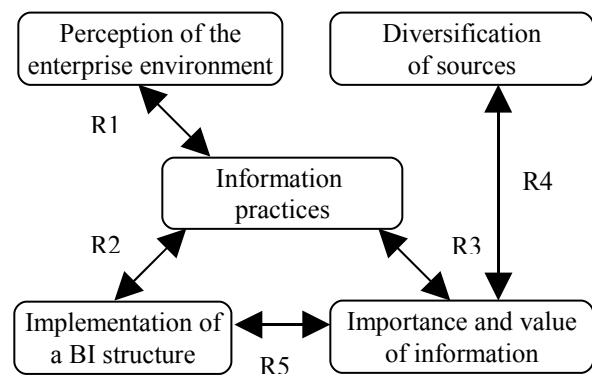 Perception of the
enterprise environment
Diversification
of sources
R1
R4
Information
practices
R2
R3
Implementation of
a BI structure
Importance and value
of information
R5